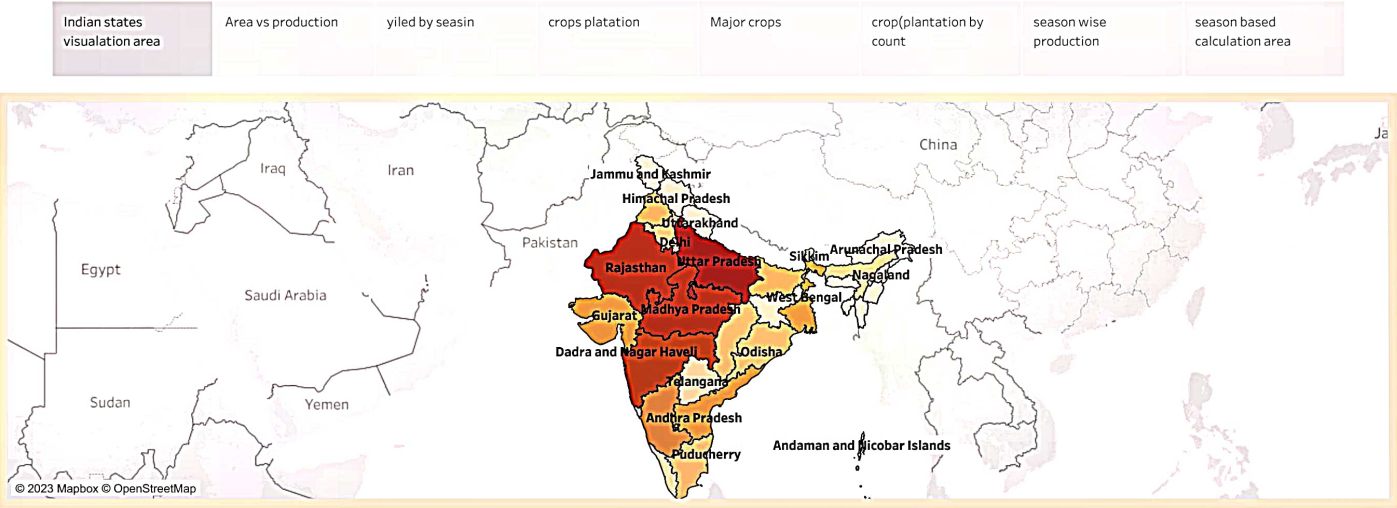 Indian states
visualation area
Area vs production
yiled by seasin
crops platation
Major crops
crop(plantation by
count
season wise
production
season based
calculation area
China
Ja
Iraq
Iran
Jammu and Kashmir
Himachal Pradesh
Uttarakhand
Pakistan
Delhi
Arunachal Pradesh
Sikkim
Egypt
Rajasthan
Uttar Pradesh
Nagaland
Saudi Arabia
West Bengal
Gujarat
Madhya Pradesh
Dadra and Nagar Haveli
Odisha
Telangana
Sudan
Yemen
Andhra Pradesh
Andaman and Nicobar Islands
Puducherry
© 2023 Mapbox © OpenStreetMap